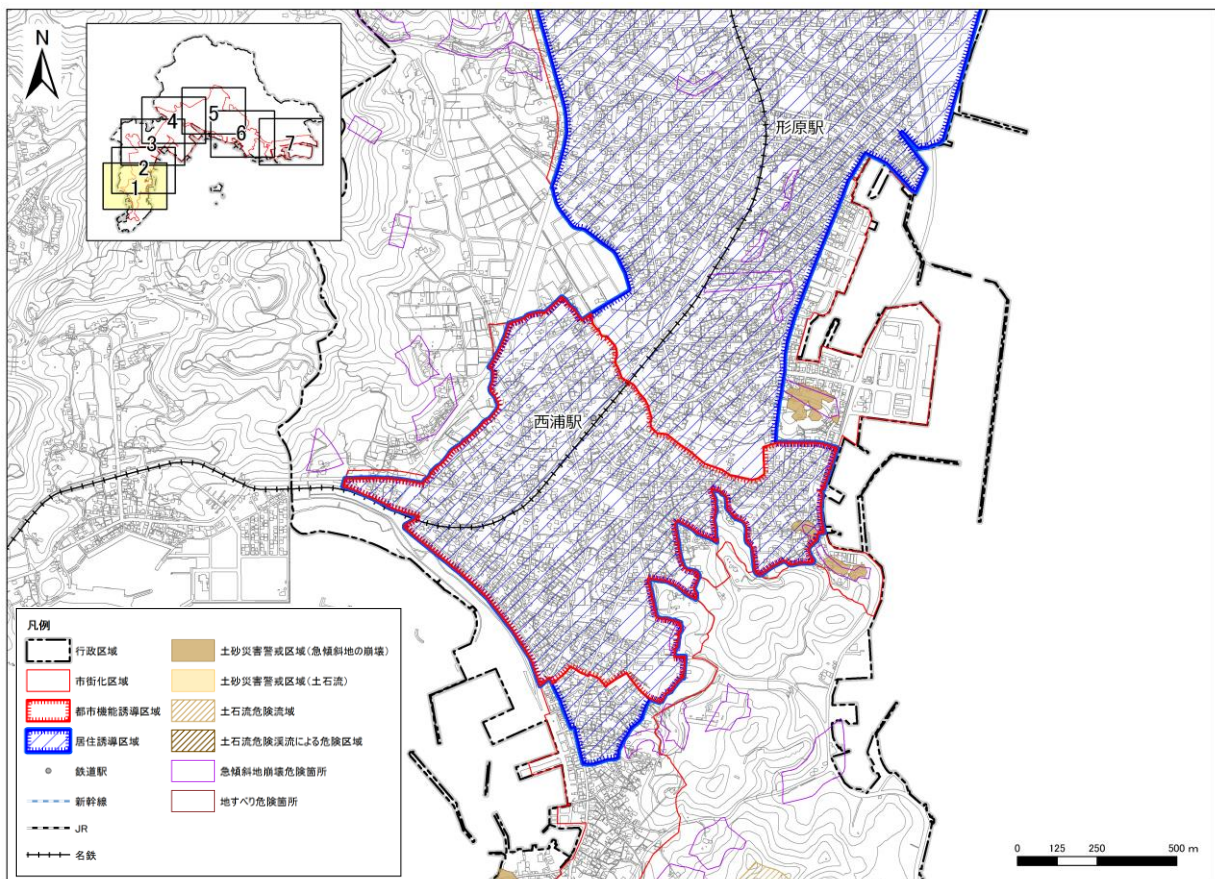 N
5
4
6
7
3
2
1
形原駅
西浦駅
凡例
行政区域
市街化区域
都市機能誘導区域
居住誘導区域
鉄道駅
新幹線
JR
名鉄
土砂災害警戒区域(急傾斜地の崩壊)
土砂災害警戒区域(土石流)
土石流危険流域
土石流危険渓流による危険区域
急傾斜地崩壊危険箇所
地すべり危険箇所
0 125 250 500 m